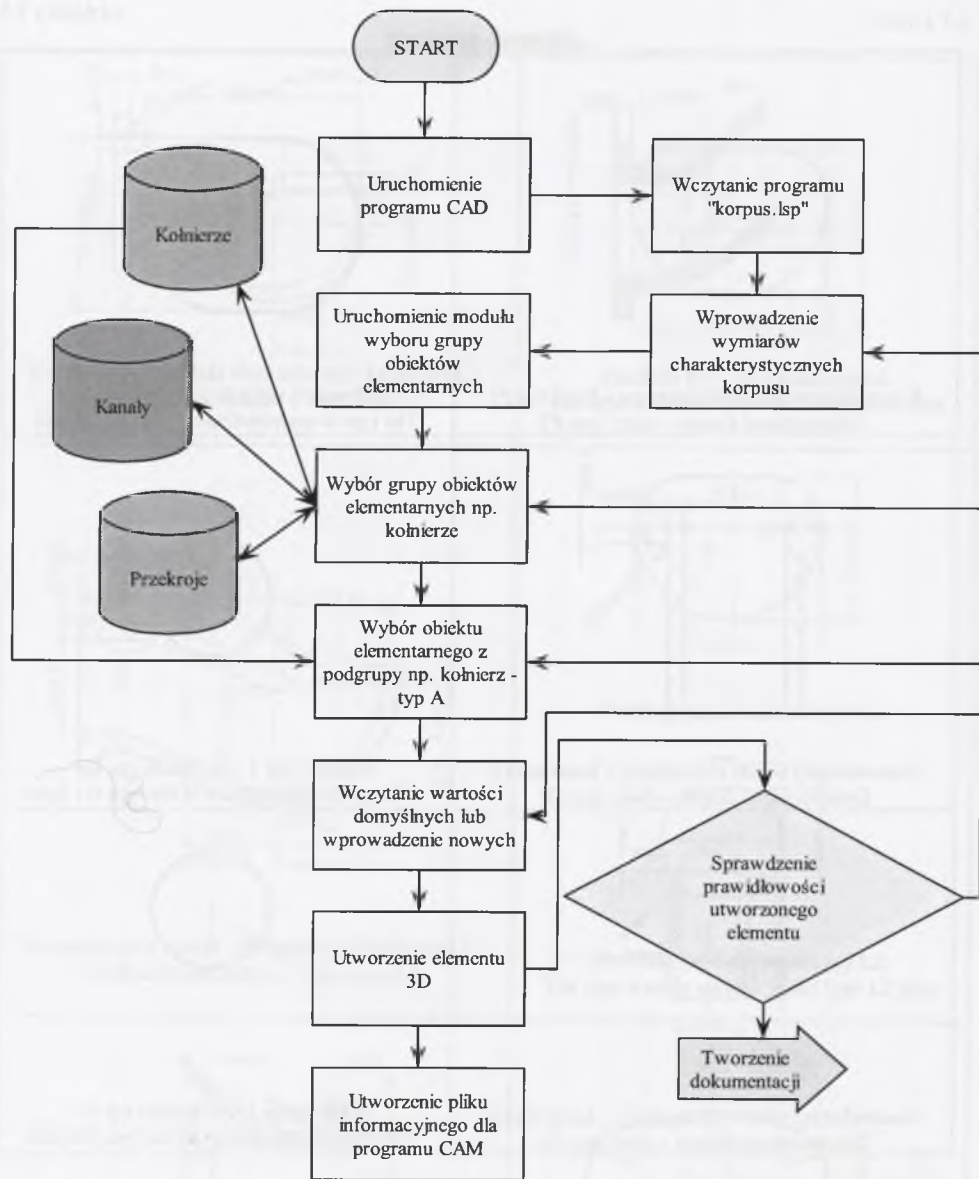 START
Uruchomienie
programu CAD
Wczytanie programu
"korpus.lsp"
Kołnierze
Uruchomienie modułu
wyboru grupy
obiektów
elementarnych
Wprowadzenie
wymiarów
charakterystycznych
korpusu
Kanały
Wybór grupy obiektów
elementarnych np.
kołnierze
Przekroje
Wybór obiektu
elementarnego z
podgrupy np. kołnierz -
typ A
Wczytanie wartości
domyślnych lub
wprowadzenie nowych
Sprawdzenie
prawidłowości
utworzonego
elementu
Utworzenie elementu
3D
Tworzenie
dokumentacji
Utworzenie pliku
informacyjnego dla
programu CAM